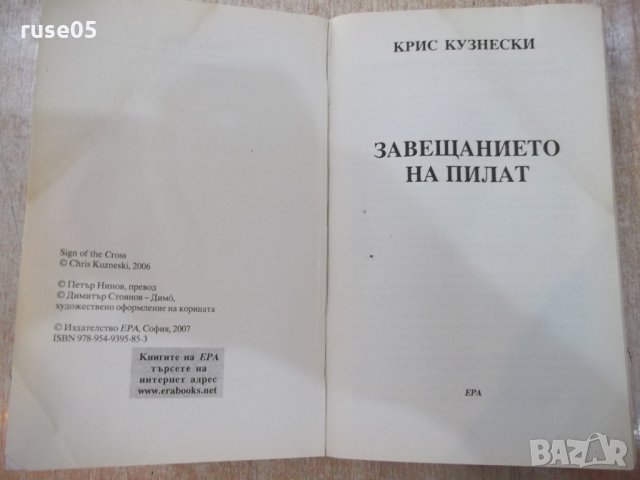 ruse05
Sign of the Cross
© Chris Kuzneski, 2006
© Петър Нинов, превод
© Димитър Стоянов – Димо̀,
художествено оформление на корицата
© Издателство ЕРА, София, 2007
ISBN 978-954-9395-85-3
Книгите на ЕРА
търсете на
интернет адрес
www.erabooks.net
КРИС КУЗНЕСКИ
ЗАВЕЩАНИЕТО
НА ПИЛАТ
ЕРА
BAZAR
bg